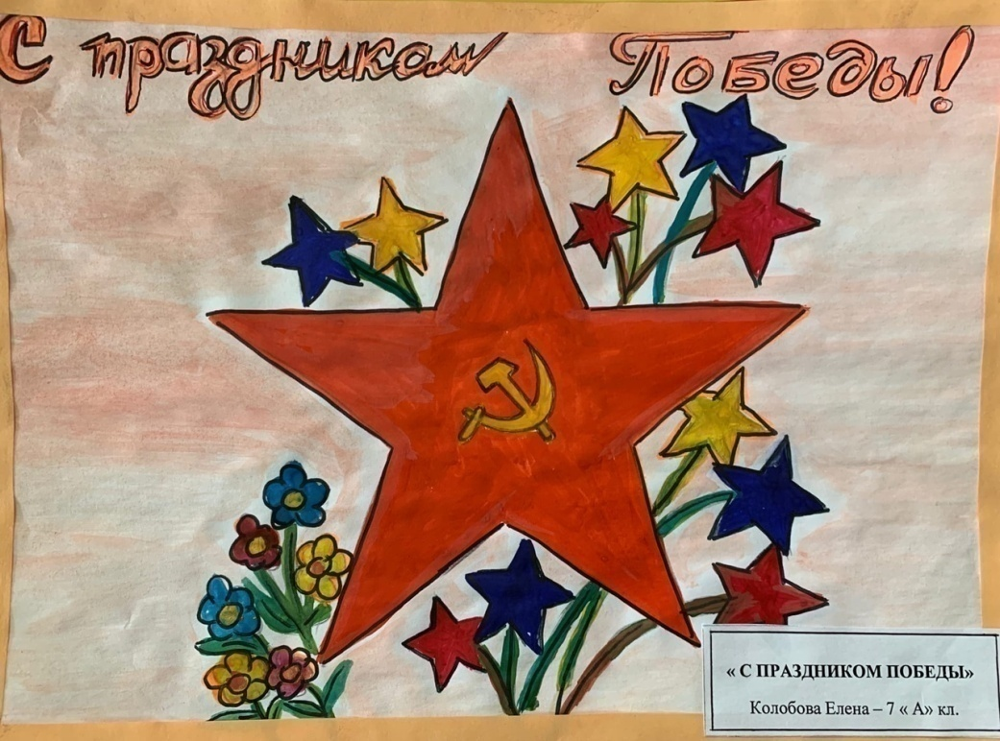 С праздником Победы!
« С ПРАЗДНИКОМ ПОБЕДЫ»
Колобова Елена – 7 « А» кл.